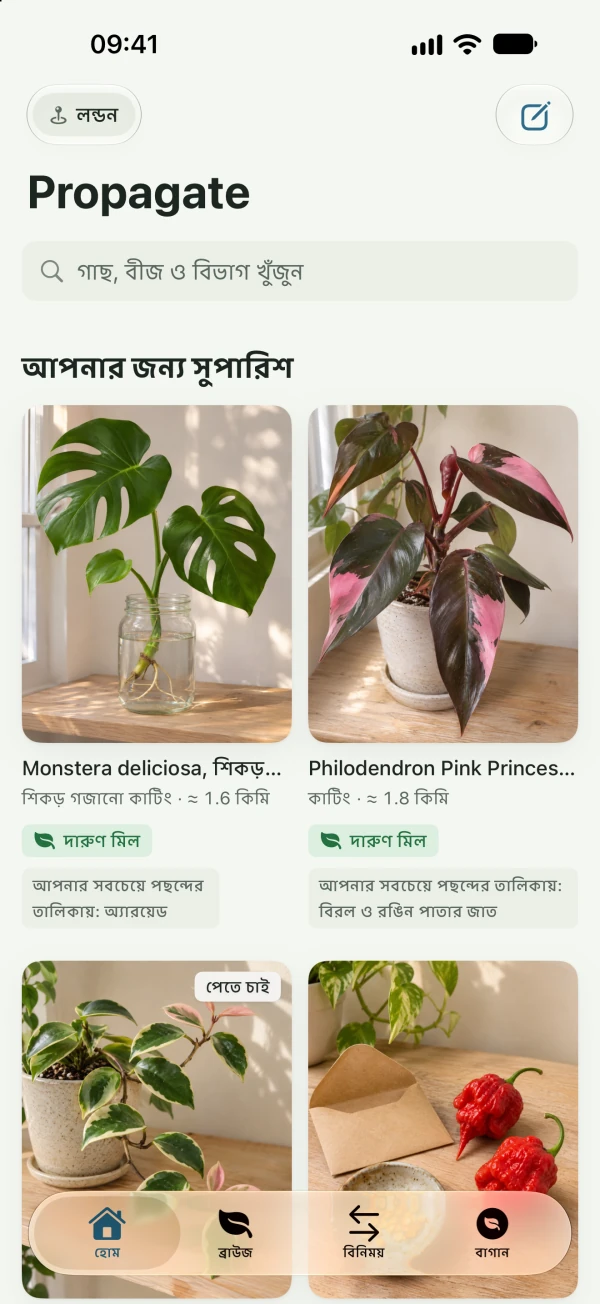 09:41
লন্ডন
Propagate
গাছ, বীজ ও বিভাগ খুঁজুন
আপনার জন্য সুপারিশ
Monstera deliciosa, শিকড়...
শিকড় গজানো কাটিং · ≈ 1.6 কিমি
দারুণ মিল
আপনার সবচেয়ে পছন্দের
তালিকায়: অ্যারয়েড
Philodendron Pink Princes...
কাটিং · ≈ 1.8 কিমি
দারুণ মিল
আপনার সবচেয়ে পছন্দের তালিকায়:
বিরল ও রঙিন পাতার জাত
পেতে চাই
হোম
ব্রাউজ
বিনিময়
বাগান